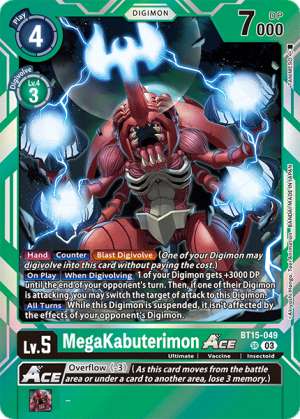 DIGIMON
Play
4
DP
7000
Digivolve
Lv.4
3
Hand Counter Blast Digivolve (One of your Digimon may
digivolve into this card without paying the cost.)
On Play When Digivolving 1 of your Digimon gets +3000 DP
until the end of your opponent's turn. Then, if one of their Digimon
is attacking, you may switch the target of attack to this Digimon.
All Turns While this Digimon is suspended, it isn't affected by the
effects of your opponent's Digimon.
BT15-049
Lv.5 MegaKabuterimon ACE SR 03
Ultimate Vaccine Insectoid
ACE Overflow ⟨-3⟩ (As this card moves from the battle
area or under a card to another area, lose 3 memory.)